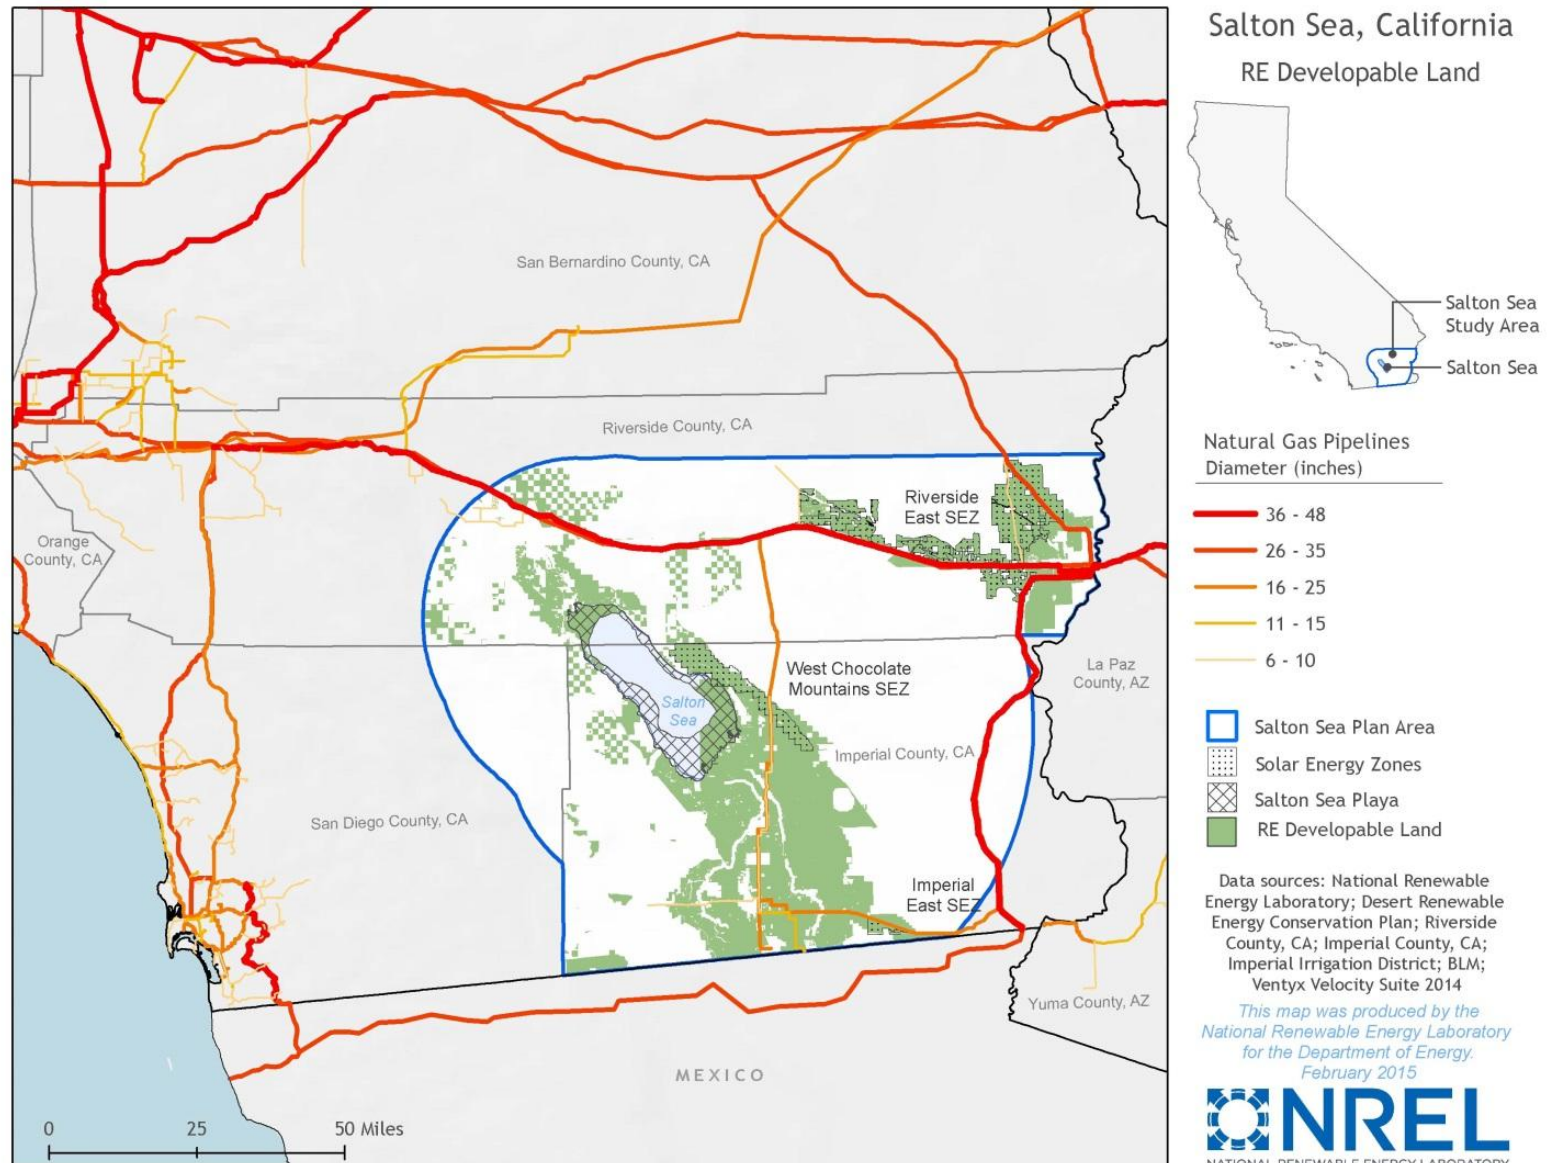 Salton Sea, California
RE Developable Land
Salton Sea
Study Area
Salton Sea
Natural Gas Pipelines
Diameter (inches)
36 - 48
26 - 35
16 - 25
11 - 15
6 - 10
Salton Sea Plan Area
Solar Energy Zones
Salton Sea Playa
RE Developable Land
Data sources: National Renewable
Energy Laboratory; Desert Renewable
Energy Conservation Plan; Riverside
County, CA; Imperial County, CA;
Imperial Irrigation District; BLM;
Ventyx Velocity Suite 2014
This map was produced by the
National Renewable Energy Laboratory
for the Department of Energy.
February 2015
NREL
NATIONAL RENEWABLE ENERGY LABORATORY
San Bernardino County, CA
Riverside County, CA
Orange
County, CA
Riverside
East SEZ
West Chocolate
Mountains SEZ
La Paz
County, AZ
Salton
Sea
Imperial County, CA
San Diego County, CA
Imperial
East SEZ
Yuma County, AZ
MEXICO
0 25 50 Miles